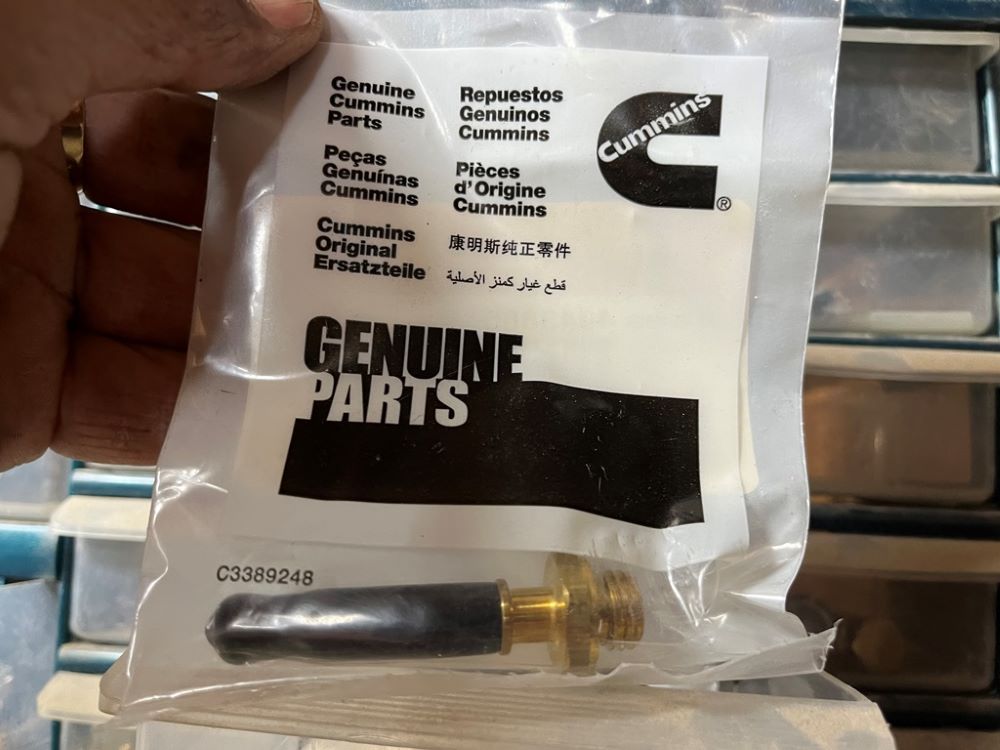 Genuine
Cummins
Parts
Repuestos
Genuinos
Cummins
Cummins
®
Peças
Genuínas
Cummins
Pièces
d'Origine
Cummins
Cummins
Original
Ersatzteile
康明斯纯正零件
قطع غيار كمنز الأصلية
GENUINE
PARTS
C3389248